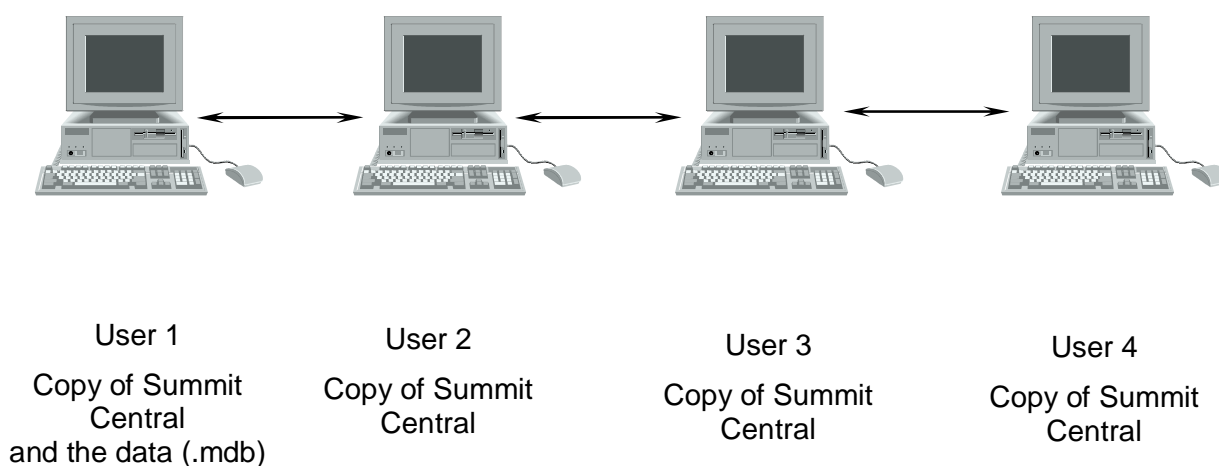 User 1
Copy of Summit
Central
and the data (.mdb)
User 2
Copy of Summit
Central
User 3
Copy of Summit
Central
User 4
Copy of Summit
Central